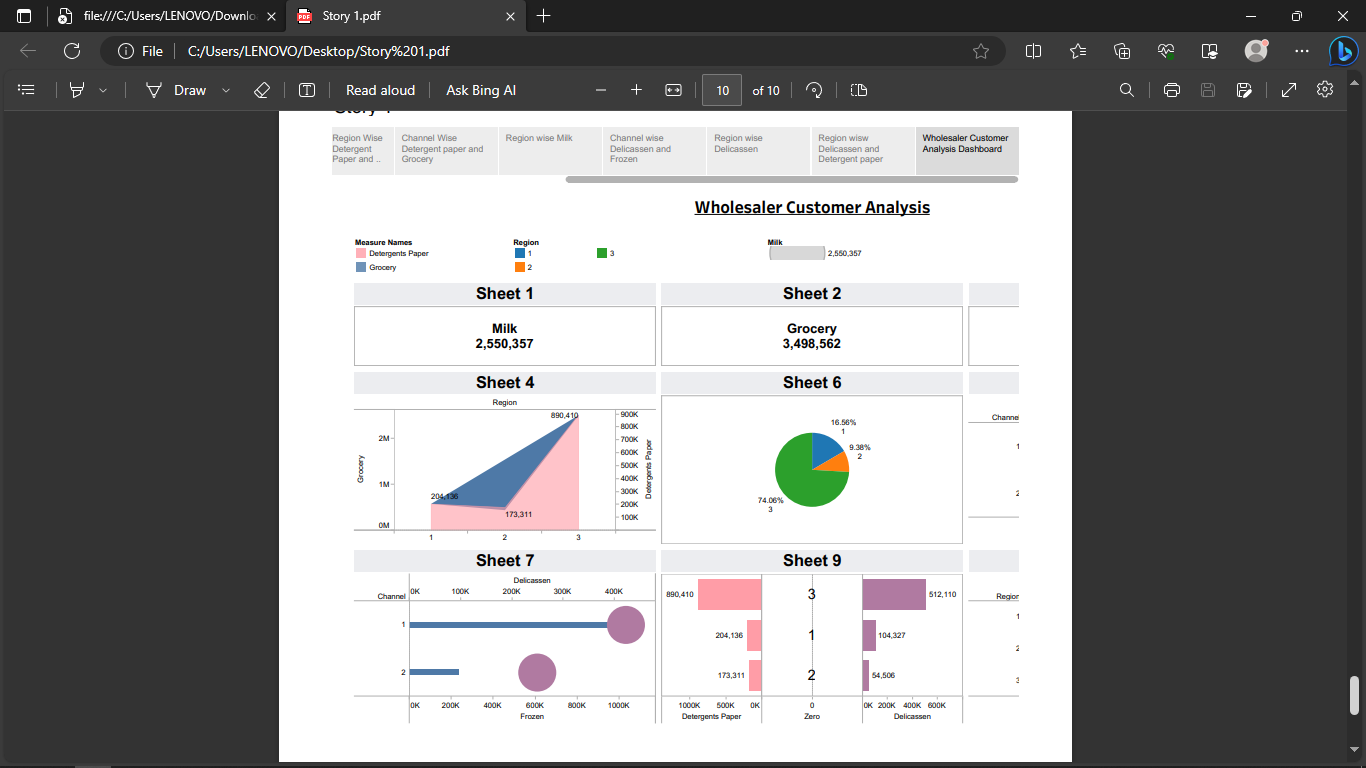 file:///C:/Users/LENOVO/Downlo
Story 1.pdf
File
C:/Users/LENOVO/Desktop/Story%201.pdf
Draw
Read aloud
Ask Bing AI
10
of 10
Region Wise
Detergent
Paper and ..
Channel Wise
Detergent paper and
Grocery
Region wise Milk
Channel wise
Delicassen and
Frozen
Region wise
Delicassen
Region wisw
Delicassen and
Detergent paper
Wholesaler Customer
Analysis Dashboard
Wholesaler Customer Analysis
Measure Names
Detergents Paper
Grocery
Region
1
2
3
Milk
2,550,357
Sheet 1
Sheet 2
Milk
2,550,357
Grocery
3,498,562
Sheet 4
Sheet 6
Region
Grocery
2M
1M
0M
890,410
204,136
173,311
900K
800K
700K
600K
500K
400K
300K
200K
100K
Detergents Paper
1
2
3
16.56%
1
9.38%
2
74.06%
3
Channel
1
2
Sheet 7
Sheet 9
Delicassen
Channel
0K
100K
200K
300K
400K
1
2
0K
200K
400K
600K
800K
1000K
Frozen
890,410
3
512,110
204,136
1
104,327
173,311
2
54,506
1000K
500K
0K
0
0K
200K
400K
600K
Detergents Paper
Zero
Delicassen
Region
1
2
3